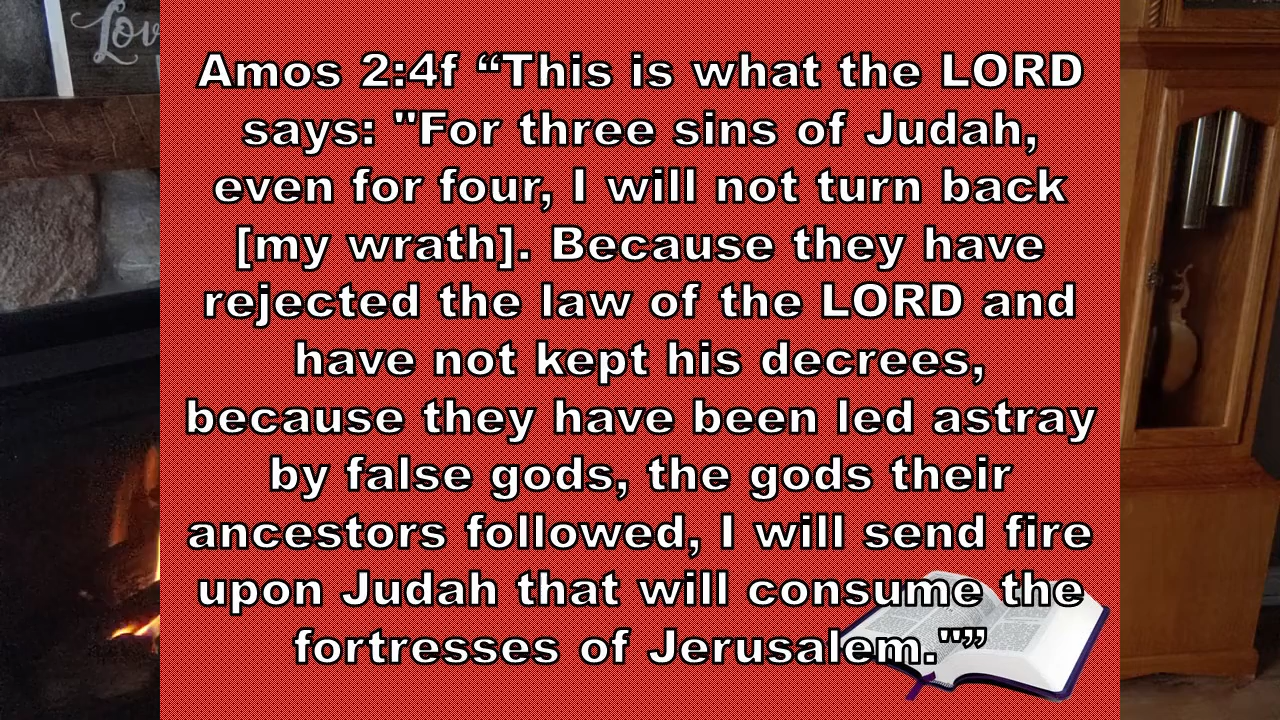 Lov
Amos 2:4f “This is what the LORD
says: "For three sins of Judah,
even for four, I will not turn back
[my wrath]. Because they have
rejected the law of the LORD and
have not kept his decrees,
because they have been led astray
by false gods, the gods their
ancestors followed, I will send fire
upon Judah that will consume the
fortresses of Jerusalem."”